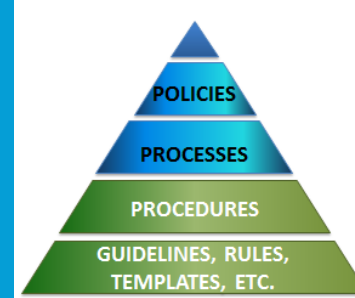 POLICIES
PROCESSES
PROCEDURES
GUIDELINES, RULES,
TEMPLATES, ETC.